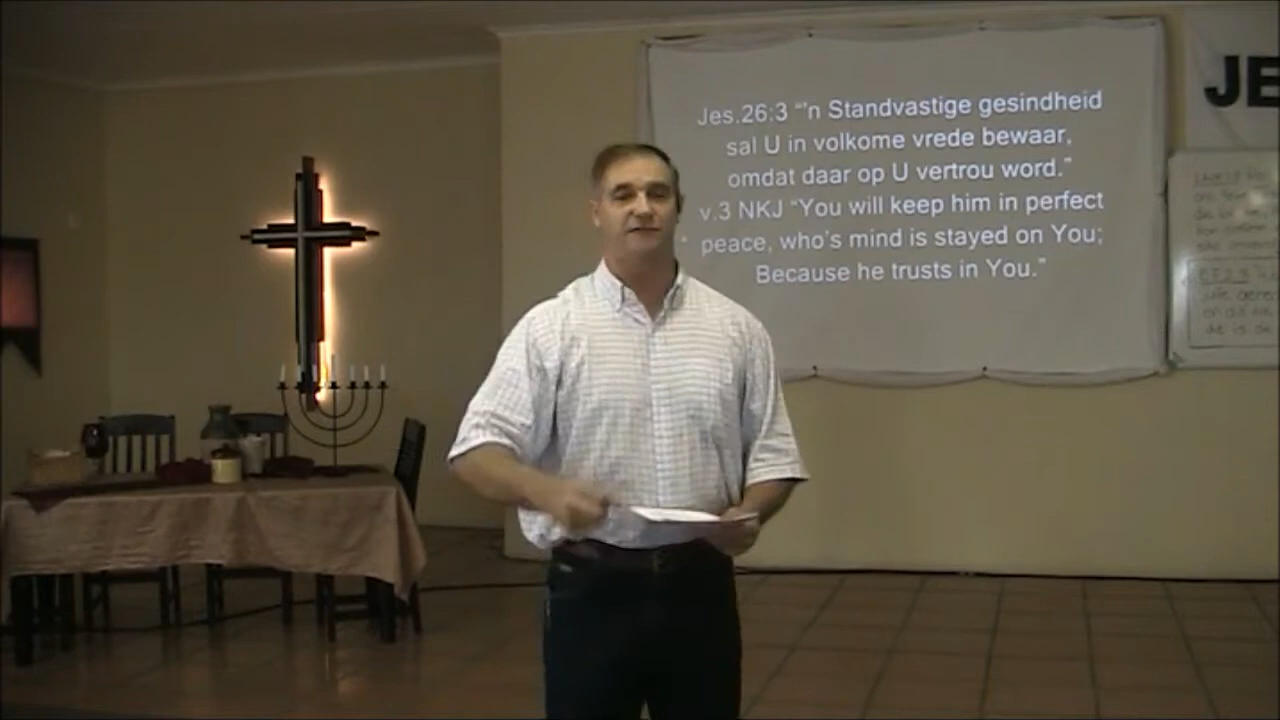 Jes.26:3 “’n Standvastige gesindheid
sal U in volkome vrede bewaar,
omdat daar op U vertrou word.”
v.3 NKJ “You will keep him in perfect
peace, who’s mind is stayed on You;
Because he trusts in You.”
JE